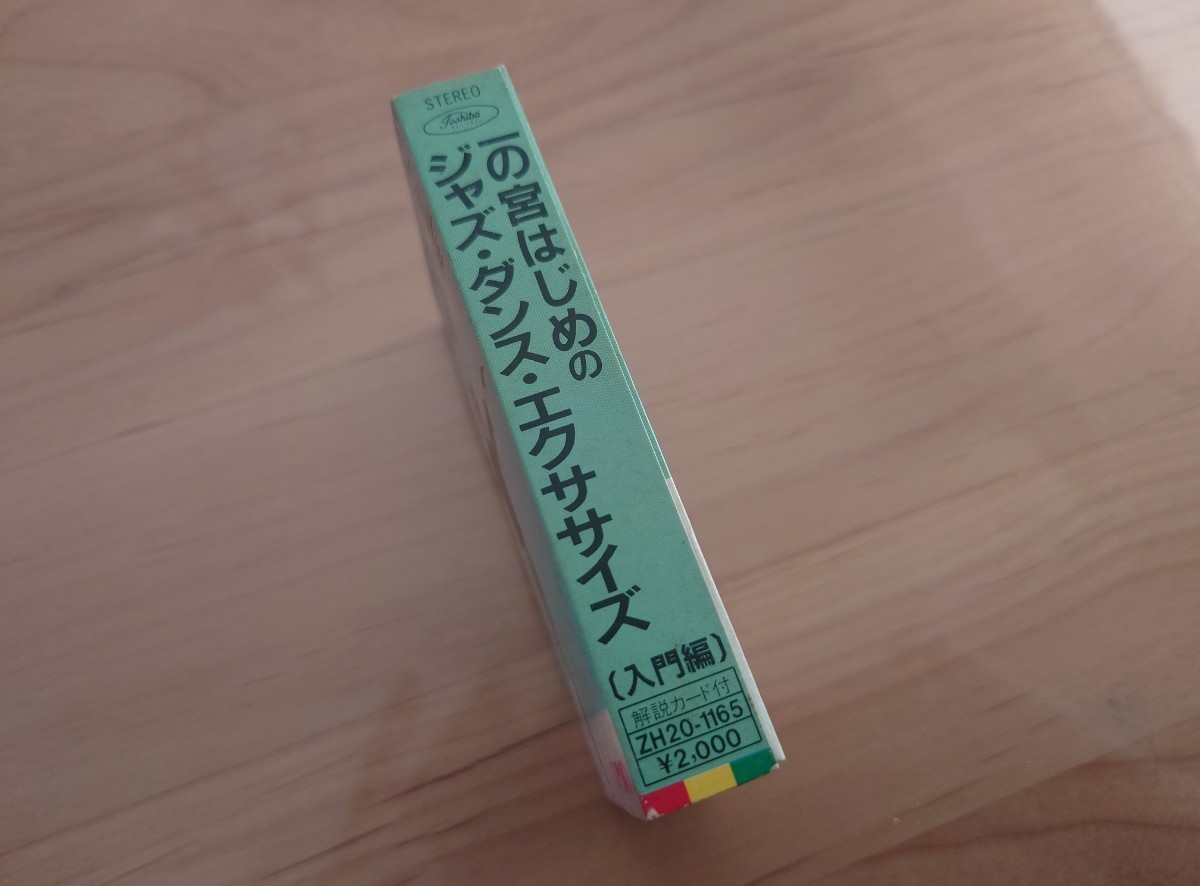 STEREO
Toshiba
一の宮はじめの
ジャズ・ダンス・エクササイズ
(入門編)
解説カード付
ZH20-1165
¥2,000